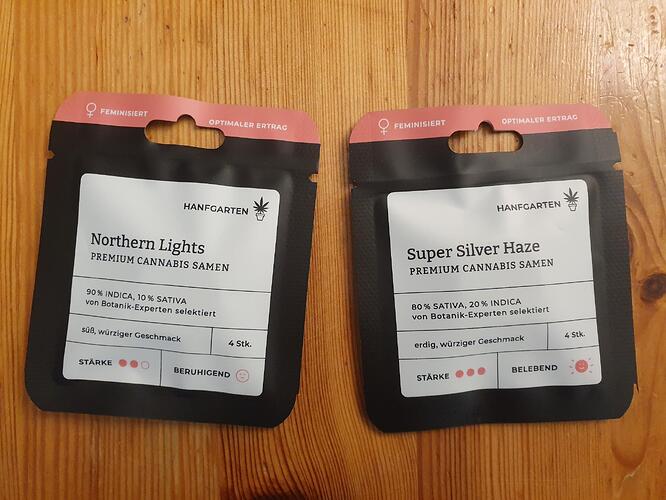 FEMINISIERT
OPTIMALER ERTRAG
HANFGARTEN
Northern Lights
PREMIUM CANNABIS SAMEN
90% INDICA, 10% SATIVA
von Botanik-Experten selektiert
süß, würziger Geschmack
4 Stk.
STÄRKE
BERUHIGEND
FEMINISIERT
OPTIMALER ERTRAG
HANFGARTEN
Super Silver Haze
PREMIUM CANNABIS SAMEN
80% SATIVA, 20% INDICA
von Botanik-Experten selektiert
erdig, würziger Geschmack
4 Stk.
STÄRKE
BELEBEND